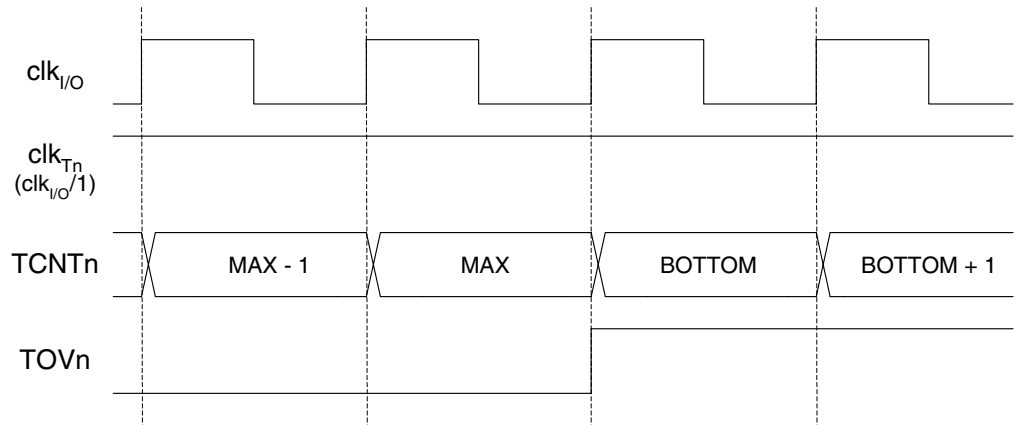 clkI/O
clkTn
(clkI/O/1)
TCNTn MAX - 1 MAX BOTTOM BOTTOM + 1
TOVn